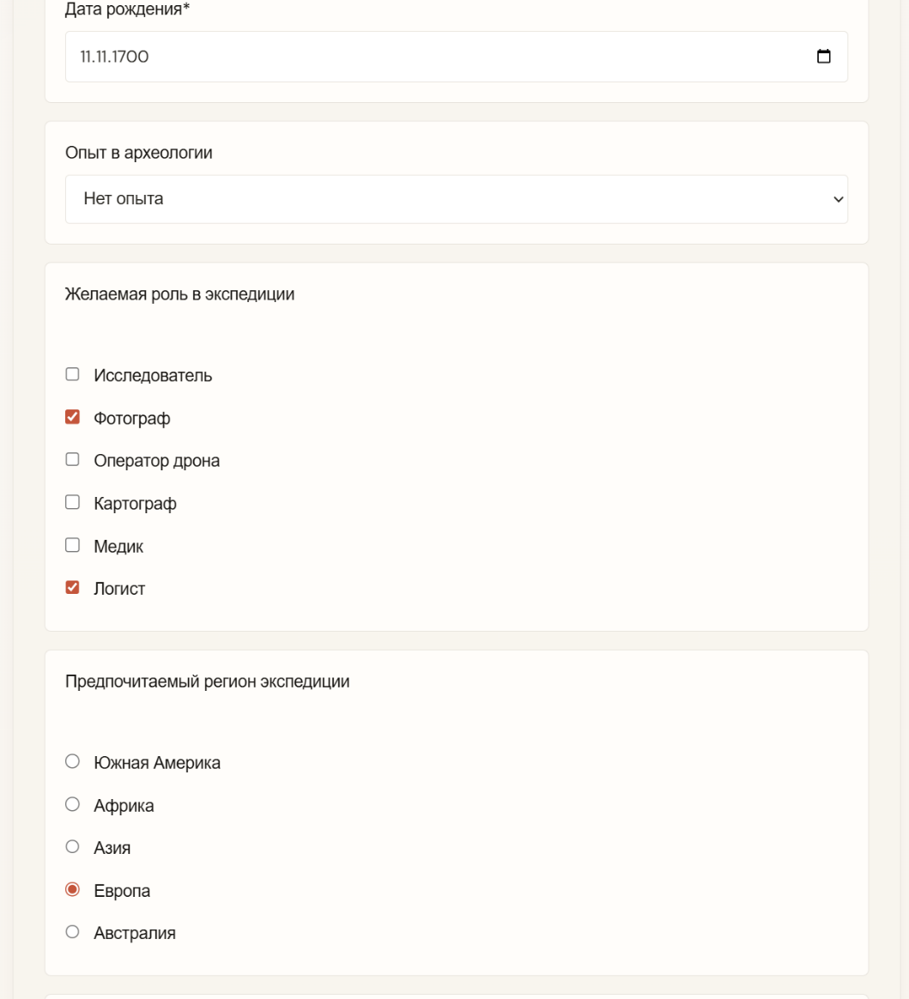 Дата рождения*
11.11.1700
Опыт в археологии
Нет опыта
Желаемая роль в экспедиции
Исследователь
Фотограф
Оператор дрона
Картограф
Медик
Логист
Предпочитаемый регион экспедиции
Южная Америка
Африка
Азия
Европа
Австралия